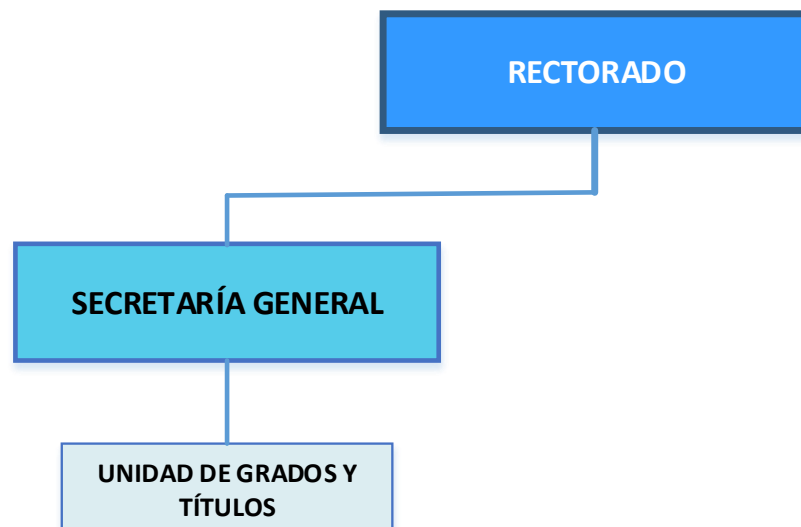 RECTORADO
SECRETARÍA GENERAL
UNIDAD DE GRADOS Y
TÍTULOS